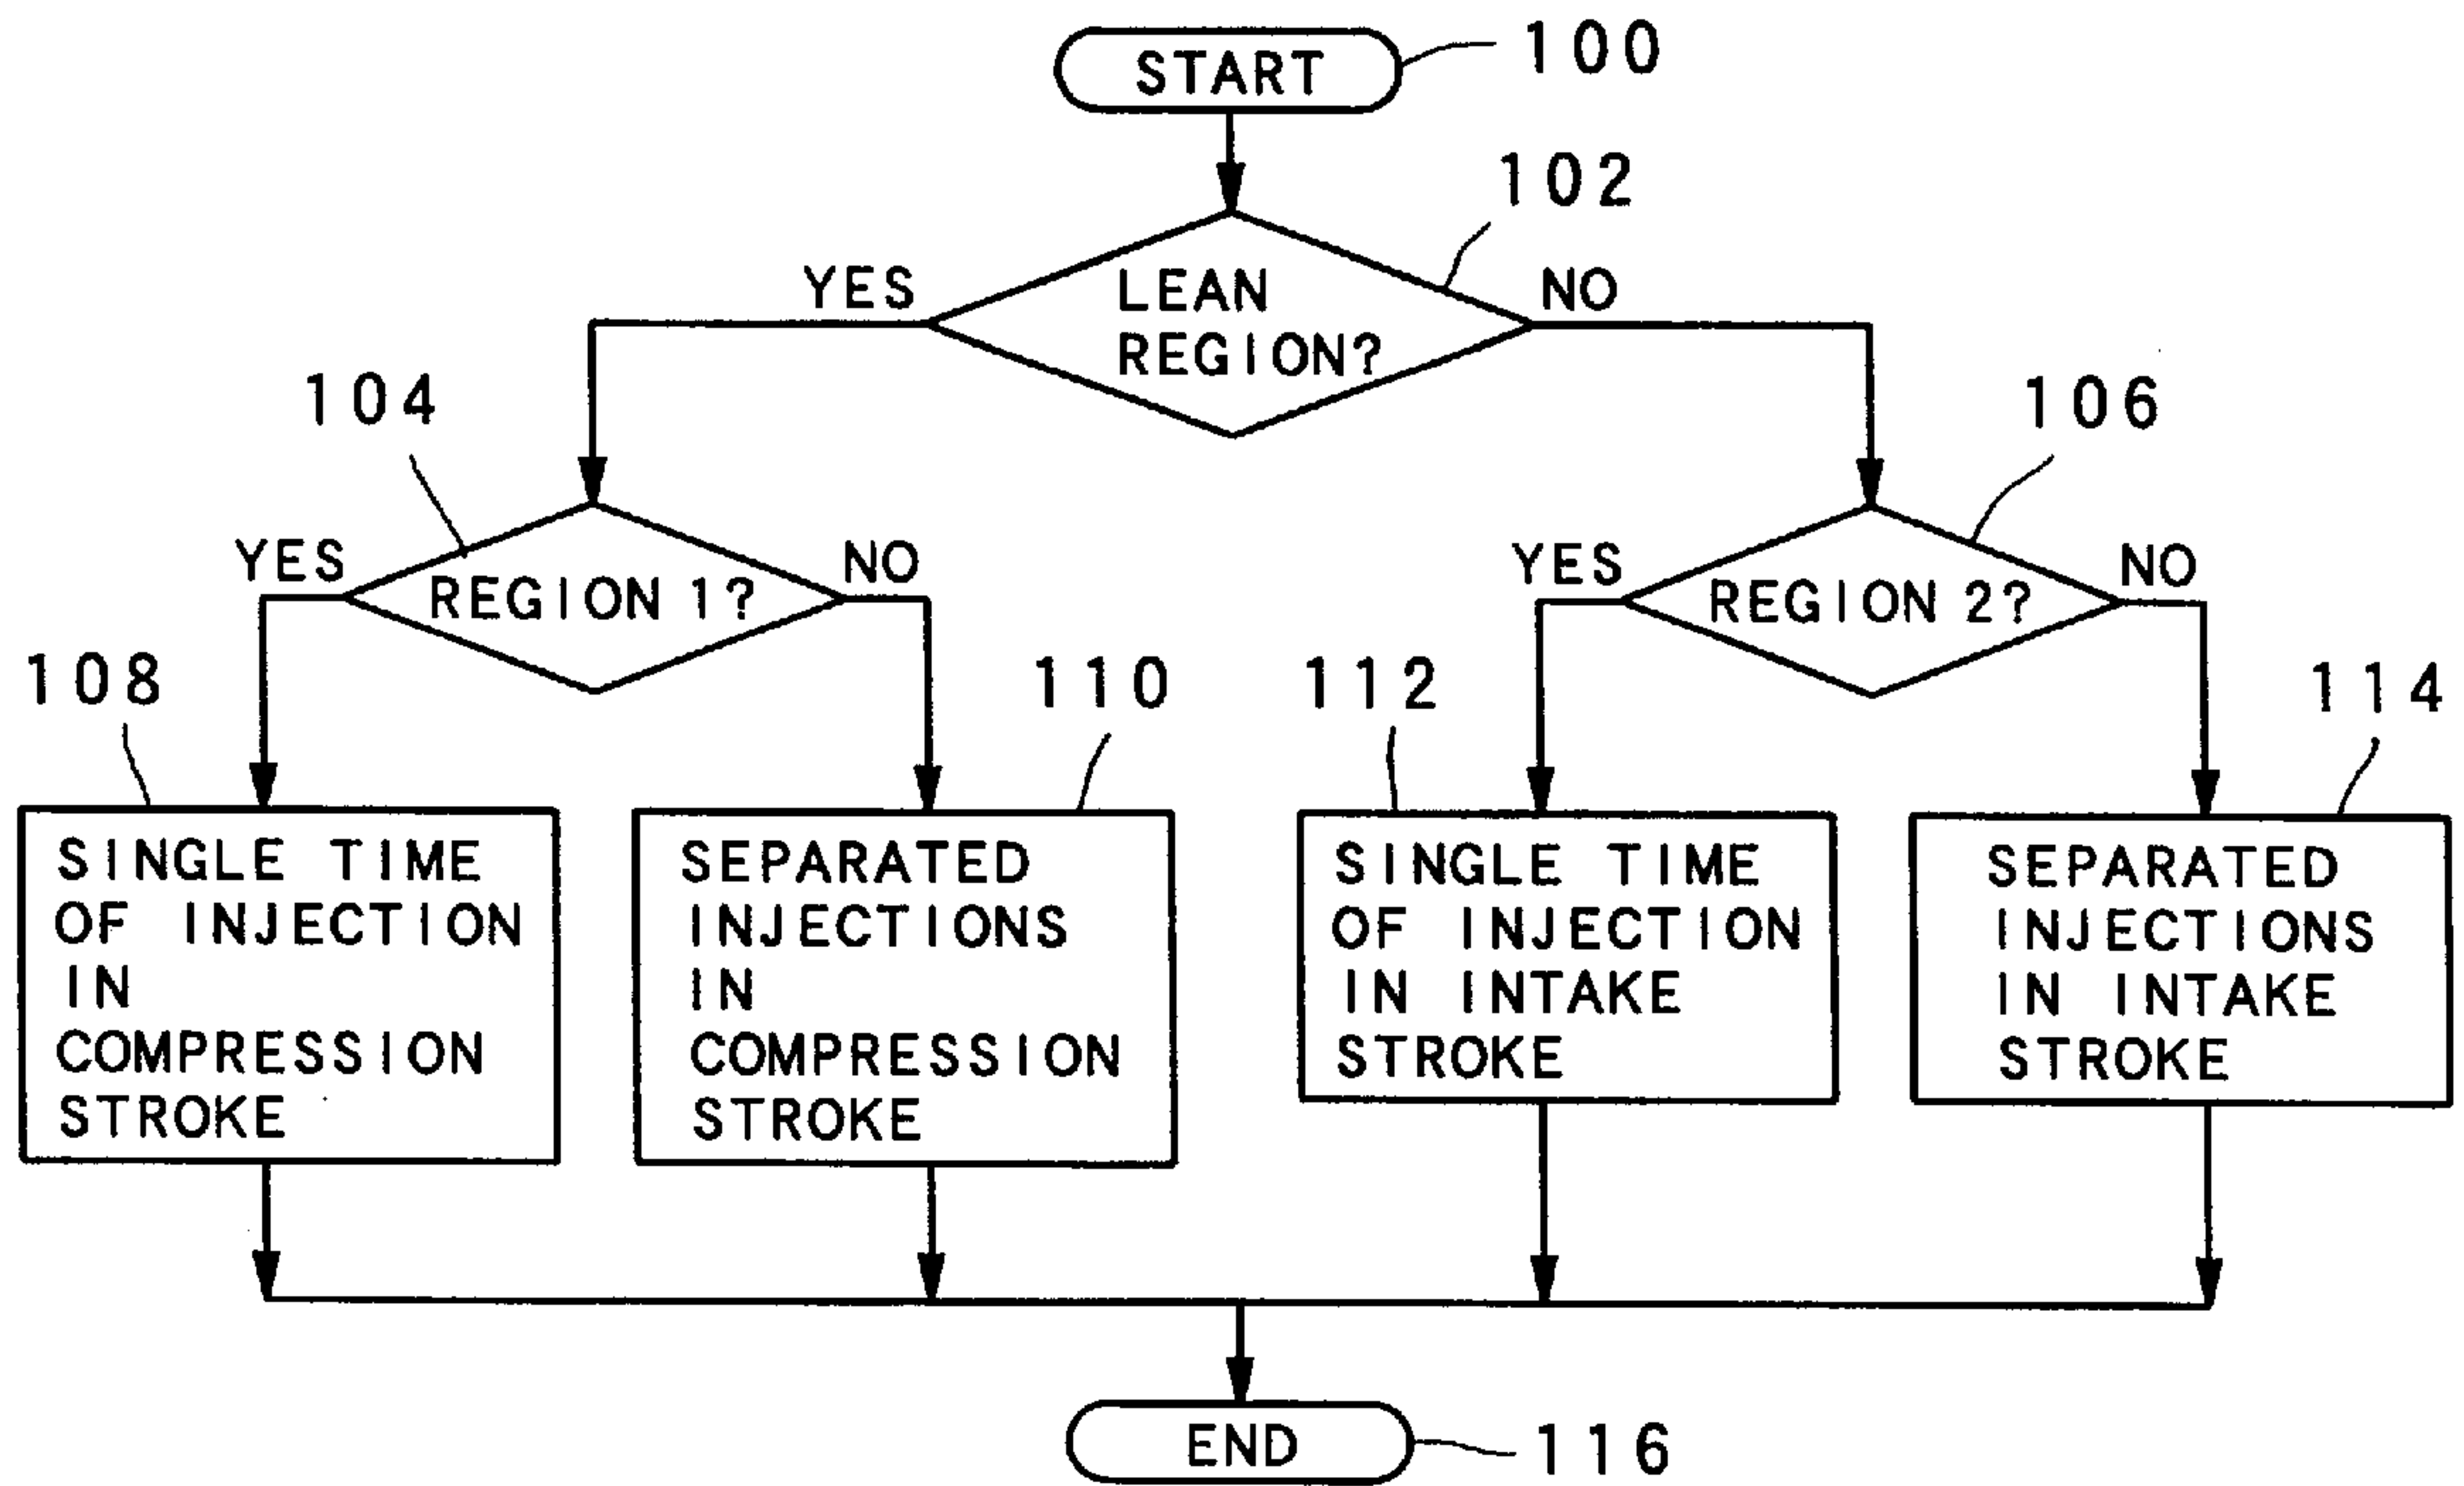 START
100
102
YES
LEAN
REGION?
NO
104
106
YES
REGION 1?
NO
YES
REGION 2?
NO
108
110
112
114
SINGLE TIME
OF INJECTION
IN
COMPRESSION
STROKE
SEPARATED
INJECTIONS
IN
COMPRESSION
STROKE
SINGLE TIME
OF INJECTION
IN INTAKE
STROKE
SEPARATED
INJECTIONS
IN INTAKE
STROKE
END
116